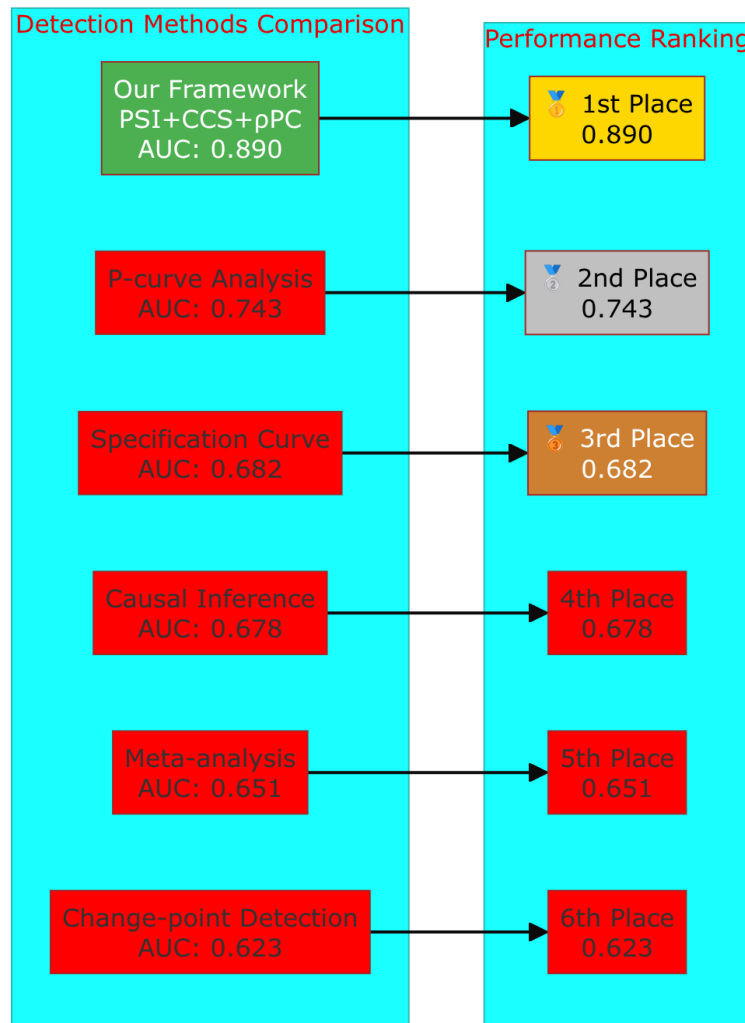 Detection Methods Comparison
Our Framework
PSI+CCS+ρPC
AUC: 0.890
P-curve Analysis
AUC: 0.743
Specification Curve
AUC: 0.682
Causal Inference
AUC: 0.678
Meta-analysis
AUC: 0.651
Change-point Detection
AUC: 0.623
Performance Ranking
🥇 1st Place
0.890
🥈 2nd Place
0.743
🥉 3rd Place
0.682
4th Place
0.678
5th Place
0.651
6th Place
0.623